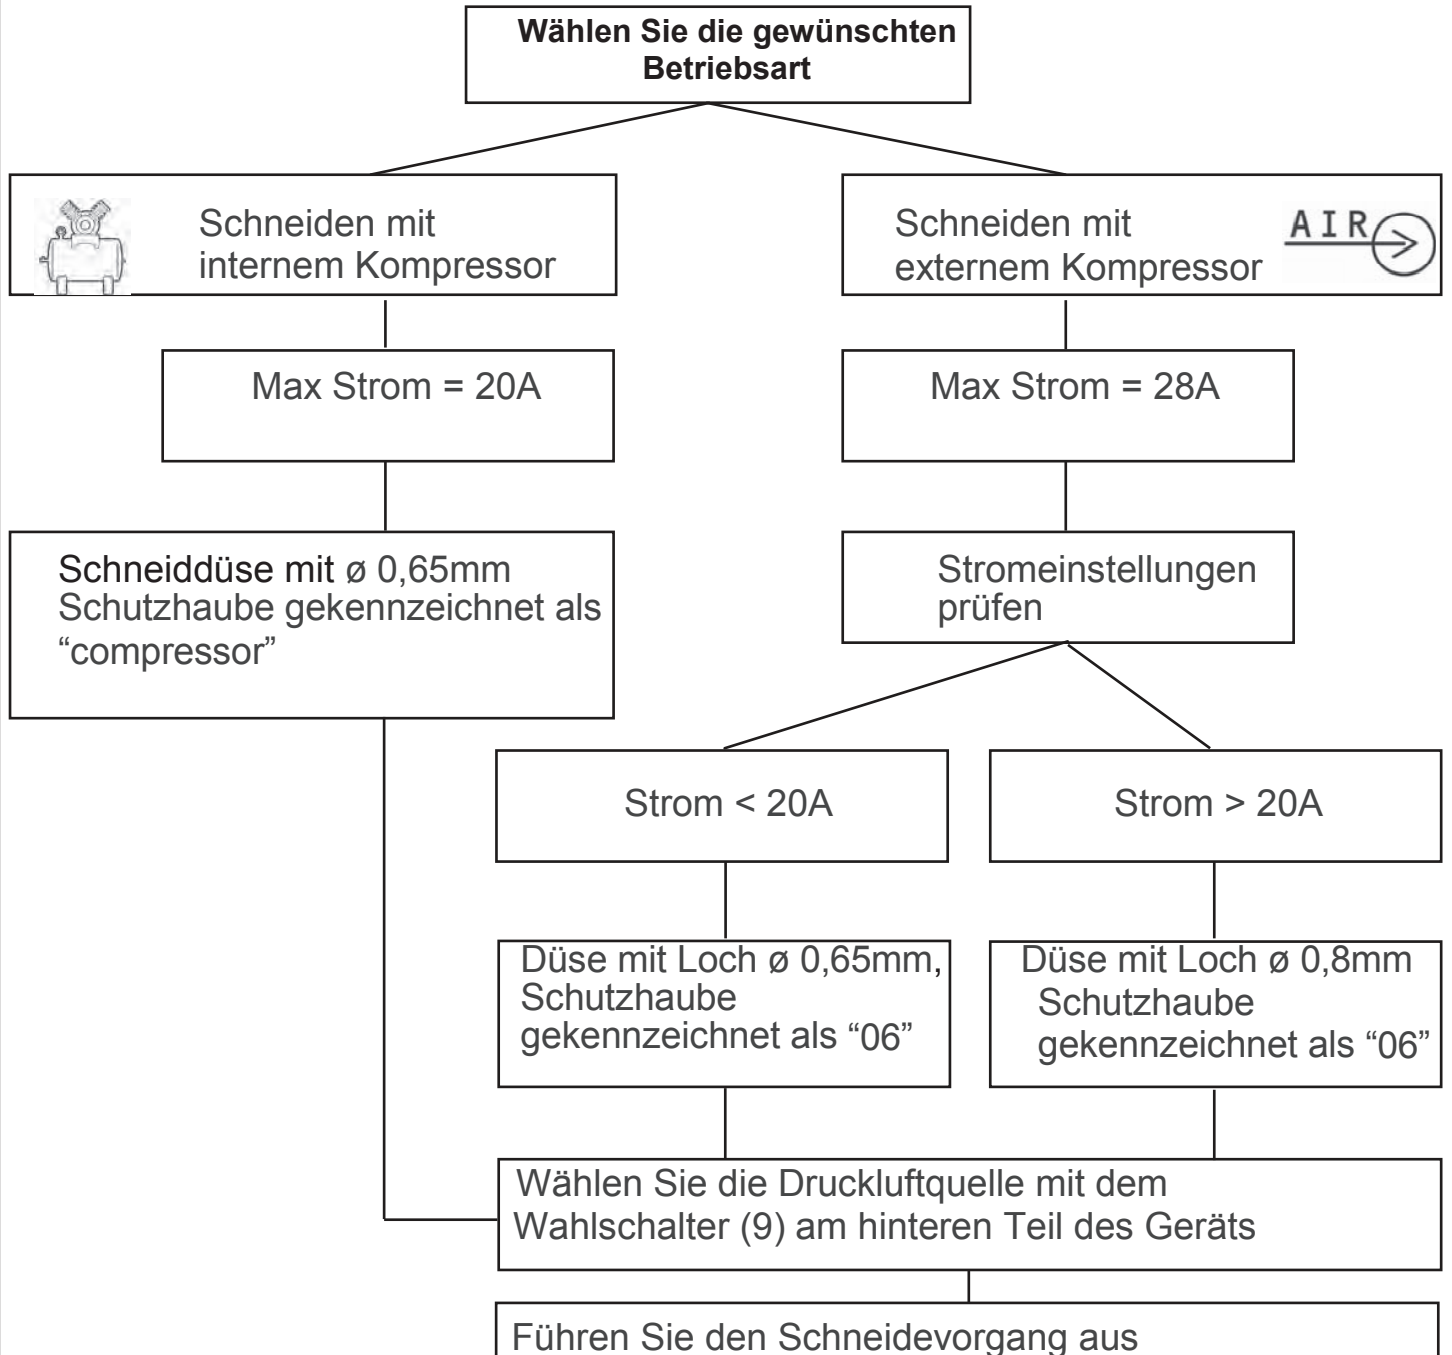 Wählen Sie die gewünschten
Betriebsart
Schneiden mit
internem Kompressor
Schneiden mit
externem Kompressor
AIR
Max Strom = 20A
Max Strom = 28A
Schneiddüse mit ø 0,65mm
Schutzhaube gekennzeichnet als
“compressor”
Stromeinstellungen
prüfen
Strom < 20A
Strom > 20A
Düse mit Loch ø 0,65mm,
Schutzhaube
gekennzeichnet als “06”
Düse mit Loch ø 0,8mm
Schutzhaube
gekennzeichnet als “06”
Wählen Sie die Druckluftquelle mit dem
Wahlschalter (9) am hinteren Teil des Geräts
Führen Sie den Schneidevorgang aus